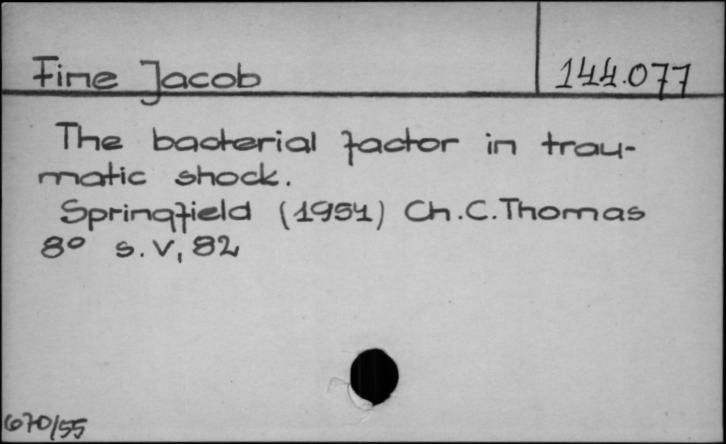 Fine Jacob
144.077
The bacterial factor in trau-
matic shock.
Springfield (1954) Ch.C.Thomas
8° s.V, 82
670/55